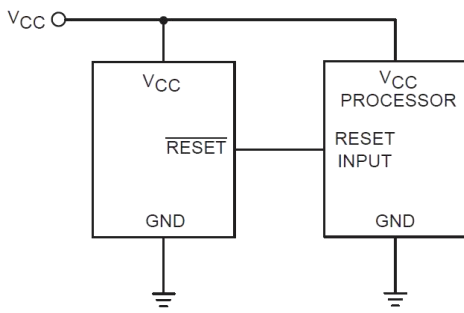 VCC
VCC
RESET
GND
VCC
PROCESSOR
RESET
INPUT
GND